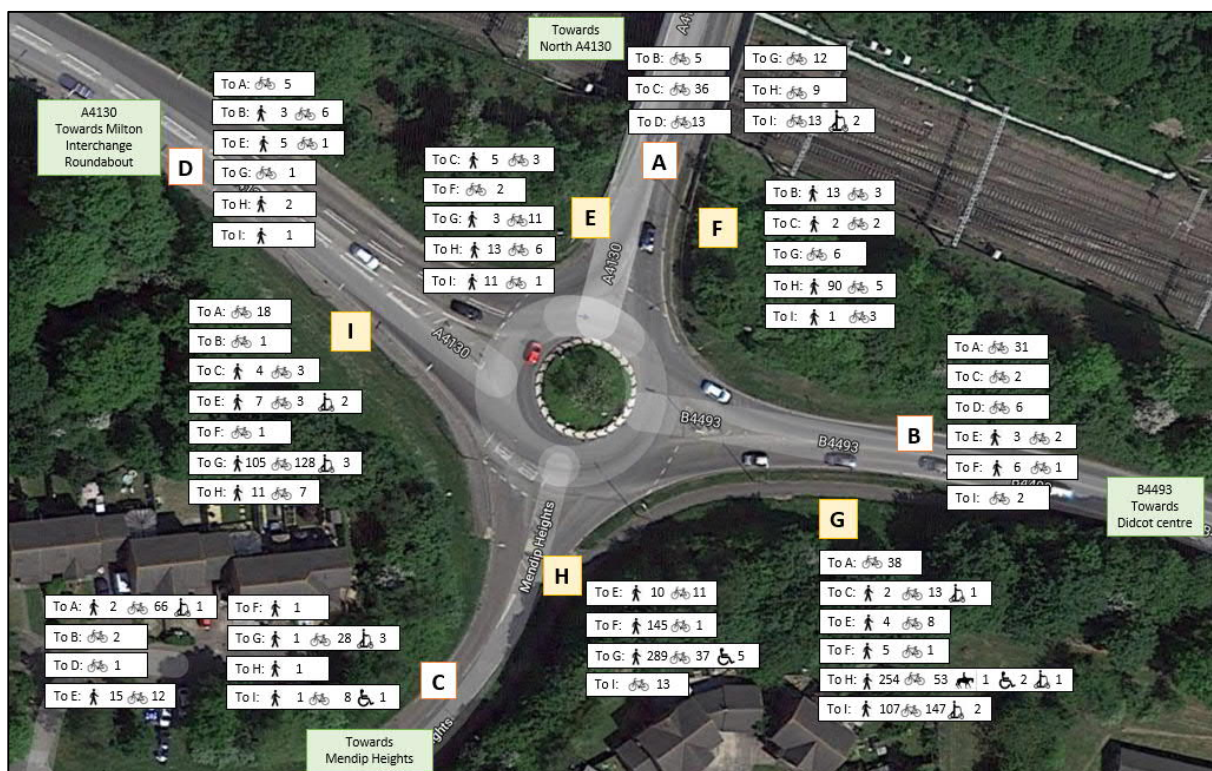 A4130
Towards Milton
Interchange
Roundabout
D
To A: 5
To B: 3 6
To E: 5 1
To G: 1
To H: 2
To I: 1
Towards
North A4130
To B: 5
To C: 36
To D: 13
To G: 12
To H: 9
To I: 13 2
A
To C: 5 3
To F: 2
To G: 3 11
To H: 13 6
To I: 11 1
E
F
To B: 13 3
To C: 2 2
To G: 6
To H: 90 5
To I: 1 3
A4130
A4130
I
To A: 18
To B: 1
To C: 4 3
To E: 7 3 2
To F: 1
To G: 105 128 3
To H: 11 7
B4493
B4493
B
To A: 31
To C: 2
To D: 6
To E: 3 2
To F: 6 1
To I: 2
B4493
Towards
Didcot centre
G
To A: 38
To C: 2 13 1
To E: 4 8
To F: 5 1
To H: 254 53 1 2 1
To I: 107 147 2
Mendip Heights
H
To E: 10 11
To F: 145 1
To G: 289 37 5
To I: 13
To A: 2 66 1
To B: 2
To D: 1
To E: 15 12
To F: 1
To G: 1 28 3
To H: 1
To I: 1 8 1
C
Towards
Mendip Heights